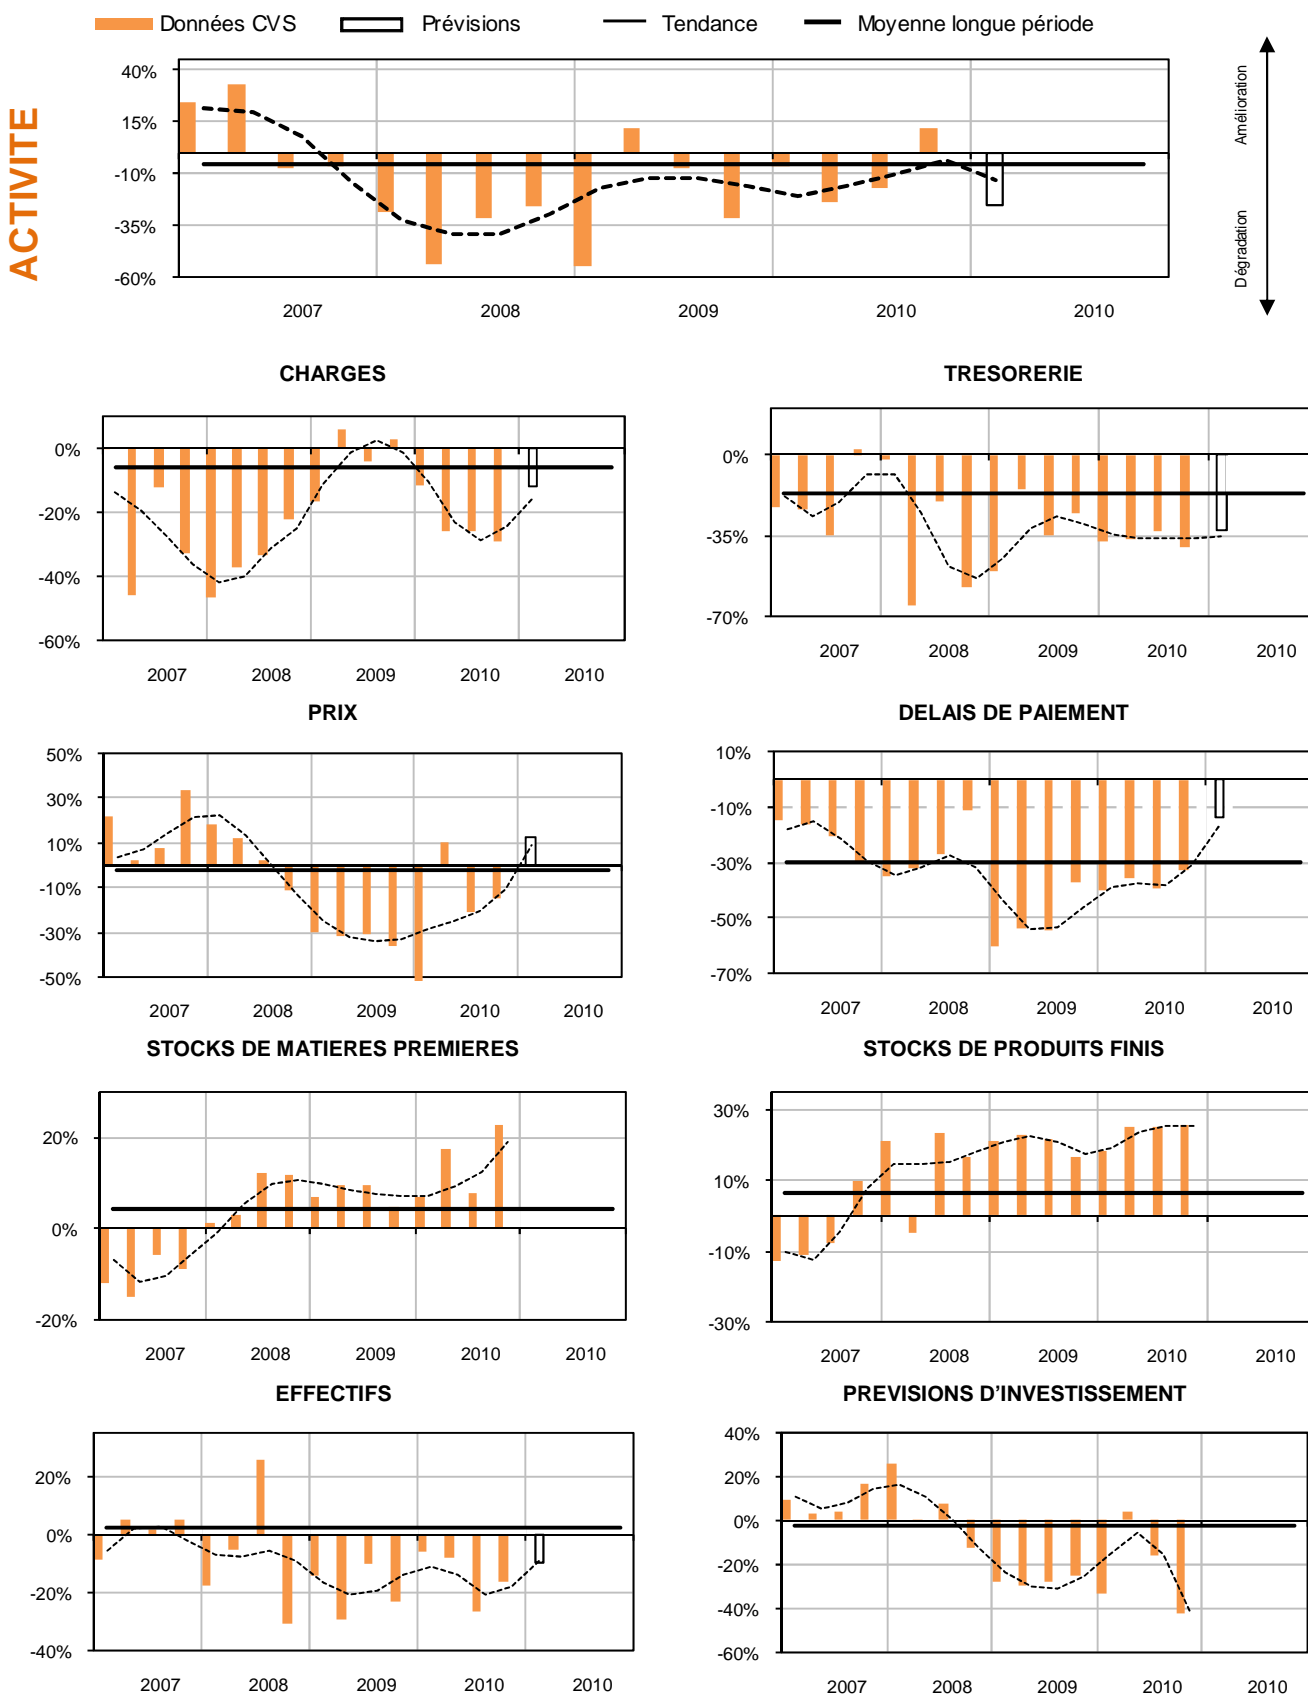 Données CVS Prévisions Tendance Moyenne longue période
ACTIVITE
40%
15%
-10%
-35%
-60%
2007 2008 2009 2010 2010
Amélioration
Dégradation
CHARGES
0%
-20%
-40%
-60%
2007 2008 2009 2010 2010
TRESORERIE
0%
-35%
-70%
2007 2008 2009 2010 2010
PRIX
50%
30%
10%
-10%
-30%
-50%
2007 2008 2009 2010 2010
DELAIS DE PAIEMENT
10%
-10%
-30%
-50%
-70%
2007 2008 2009 2010 2010
STOCKS DE MATIERES PREMIERES
20%
0%
-20%
2007 2008 2009 2010 2010
STOCKS DE PRODUITS FINIS
30%
10%
-10%
-30%
2007 2008 2009 2010 2010
EFFECTIFS
20%
0%
-20%
-40%
2007 2008 2009 2010 2010
PREVISIONS D’INVESTISSEMENT
40%
20%
0%
-20%
-40%
-60%
2007 2008 2009 2010 2010